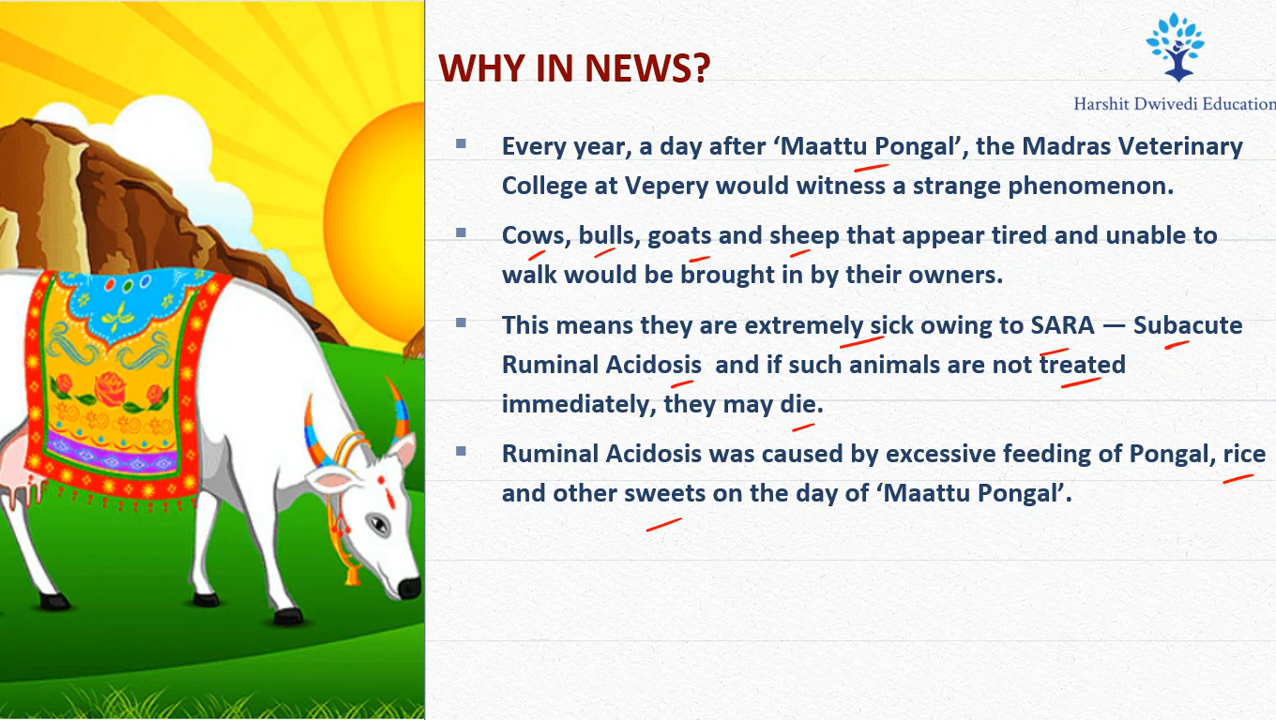 WHY IN NEWS?
Harshit Dwivedi Education
Every year, a day after ‘Maattu Pongal’, the Madras Veterinary
College at Vepery would witness a strange phenomenon.
Cows, bulls, goats and sheep that appear tired and unable to
walk would be brought in by their owners.
This means they are extremely sick owing to SARA — Subacute
Ruminal Acidosis and if such animals are not treated
immediately, they may die.
Ruminal Acidosis was caused by excessive feeding of Pongal, rice
and other sweets on the day of ‘Maattu Pongal’.